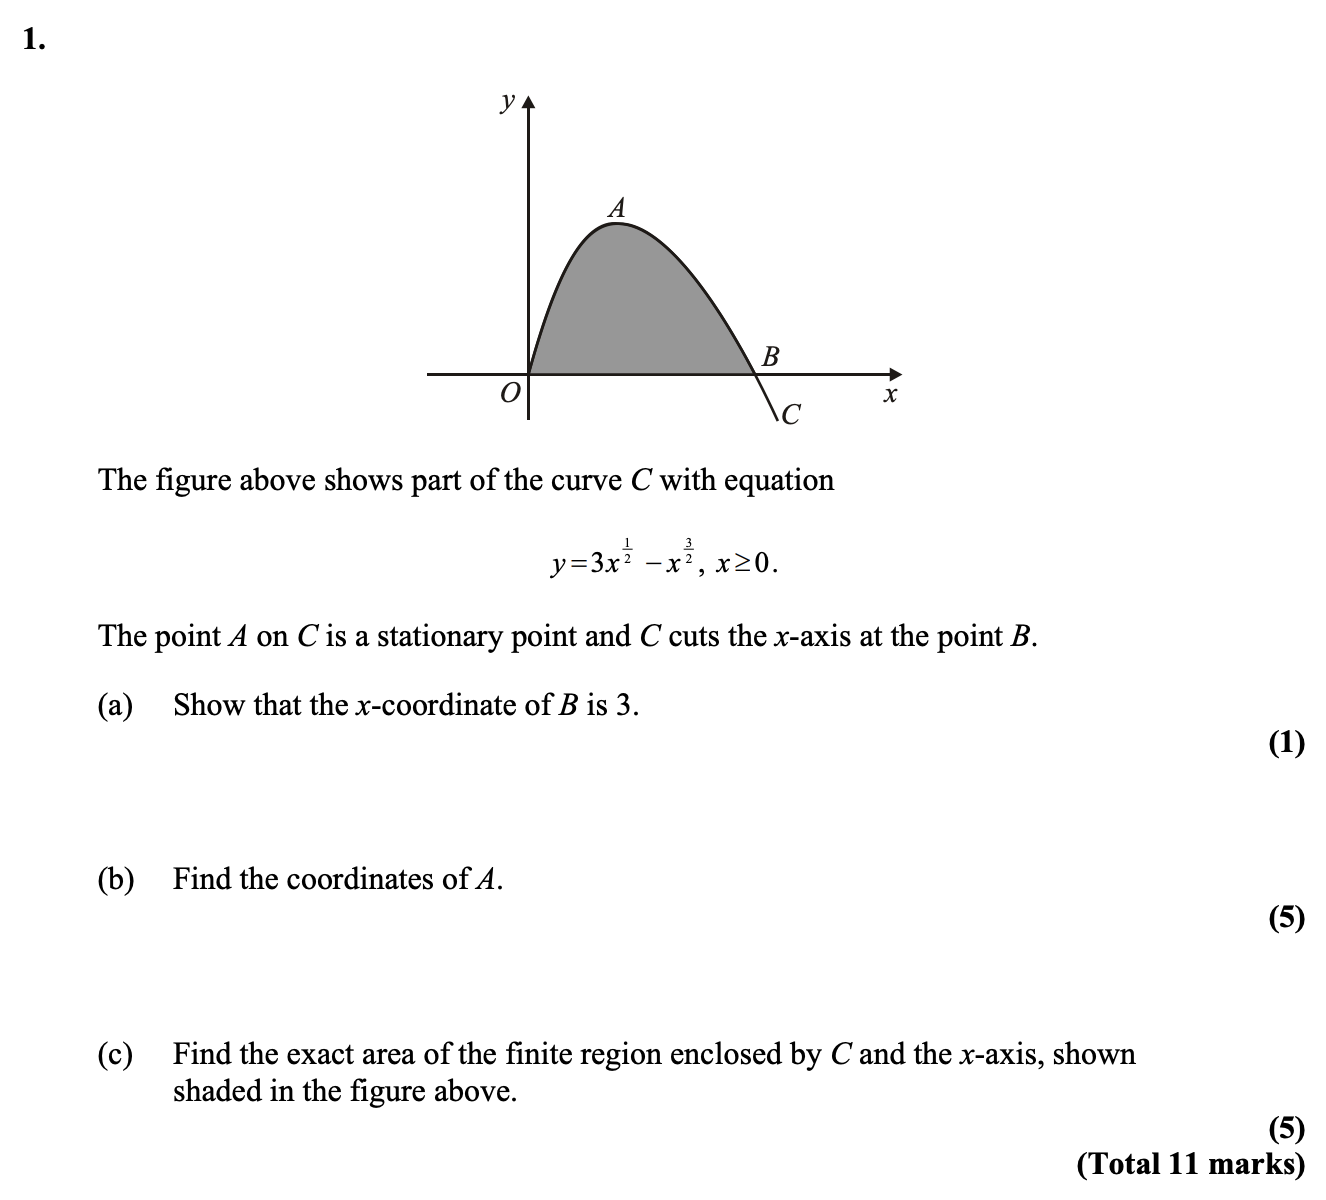 1.
y
A
B
O
x
C
The figure above shows part of the curve C with equation
y=3x^{1/2} −x^{3/2}, x≥0.
The point A on C is a stationary point and C cuts the x-axis at the point B.
(a) Show that the x-coordinate of B is 3.
(1)
(b) Find the coordinates of A.
(5)
(c) Find the exact area of the finite region enclosed by C and the x-axis, shown
shaded in the figure above.
(5)
(Total 11 marks)